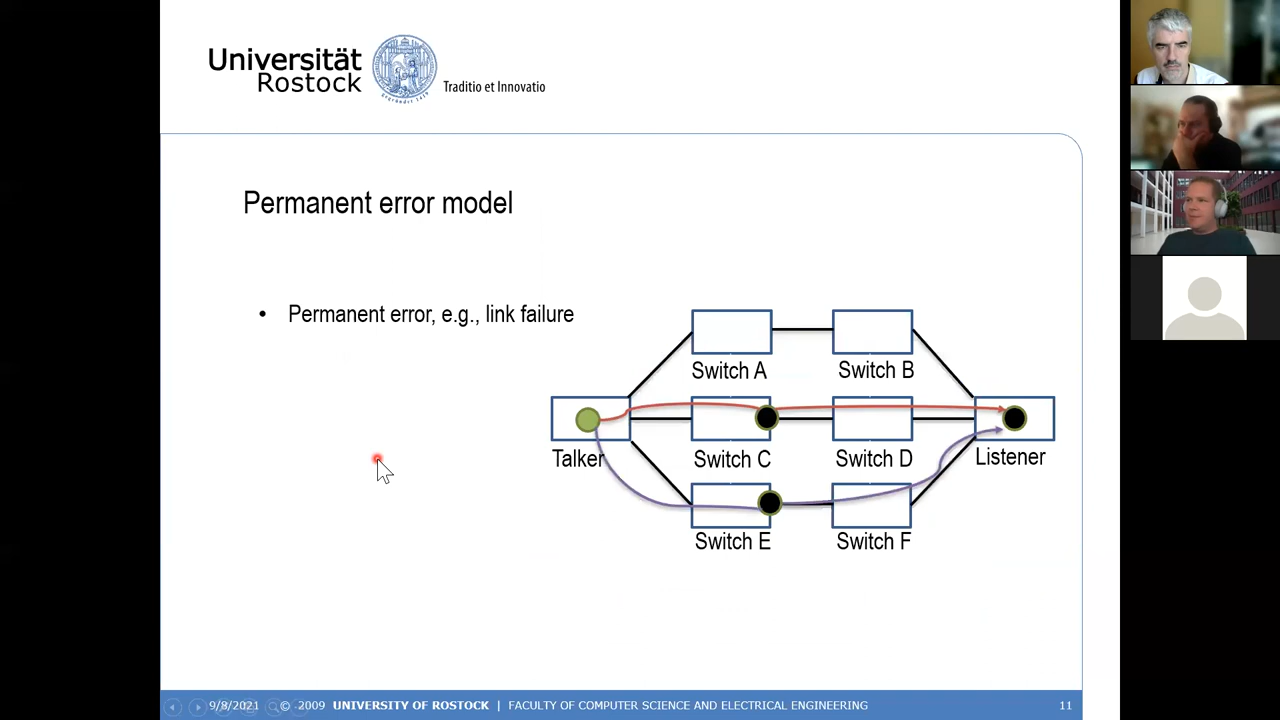 Universität
Rostock
Traditio et Innovatio
Permanent error model
• Permanent error, e.g., link failure
Switch A
Switch B
Talker
Switch C
Switch D
Listener
Switch E
Switch F
9/8/2021 © 2009 UNIVERSITY OF ROSTOCK | FACULTY OF COMPUTER SCIENCE AND ELECTRICAL ENGINEERING 11